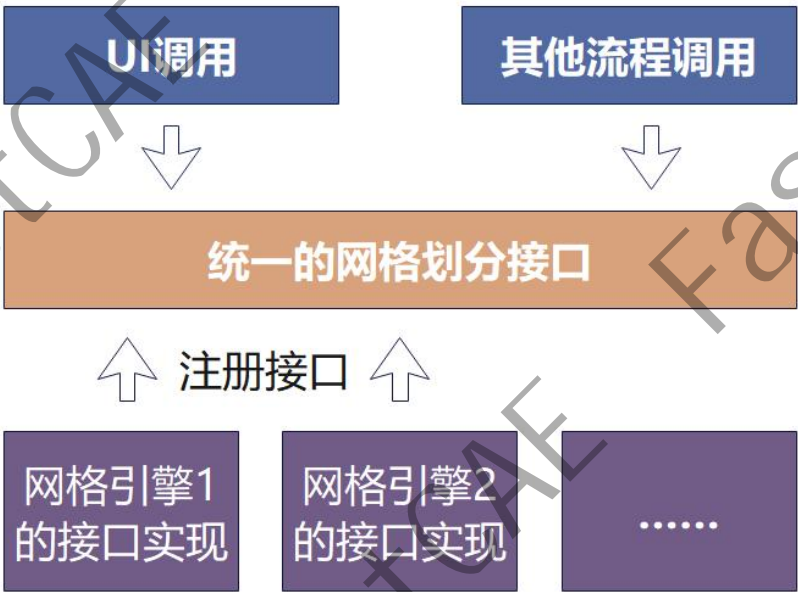 UI调用
其他流程调用
统一的网格划分接口
注册接口
网格引擎1
的接口实现
网格引擎2
的接口实现
......
FastCAE